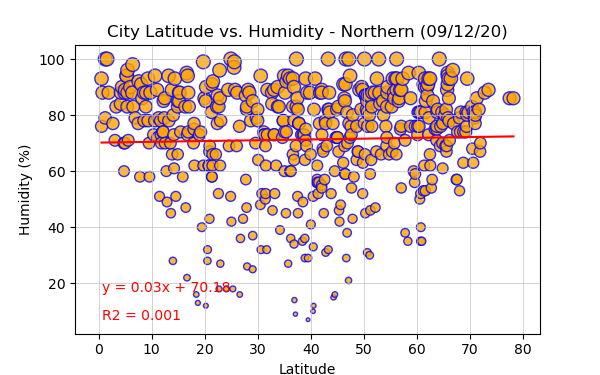 City Latitude vs. Humidity - Northern (09/12/20)
100
80
60
40
20
Humidity (%)
y = 0.03x + 70.18
R2 = 0.001
0 10 20 30 40 50 60 70 80
Latitude